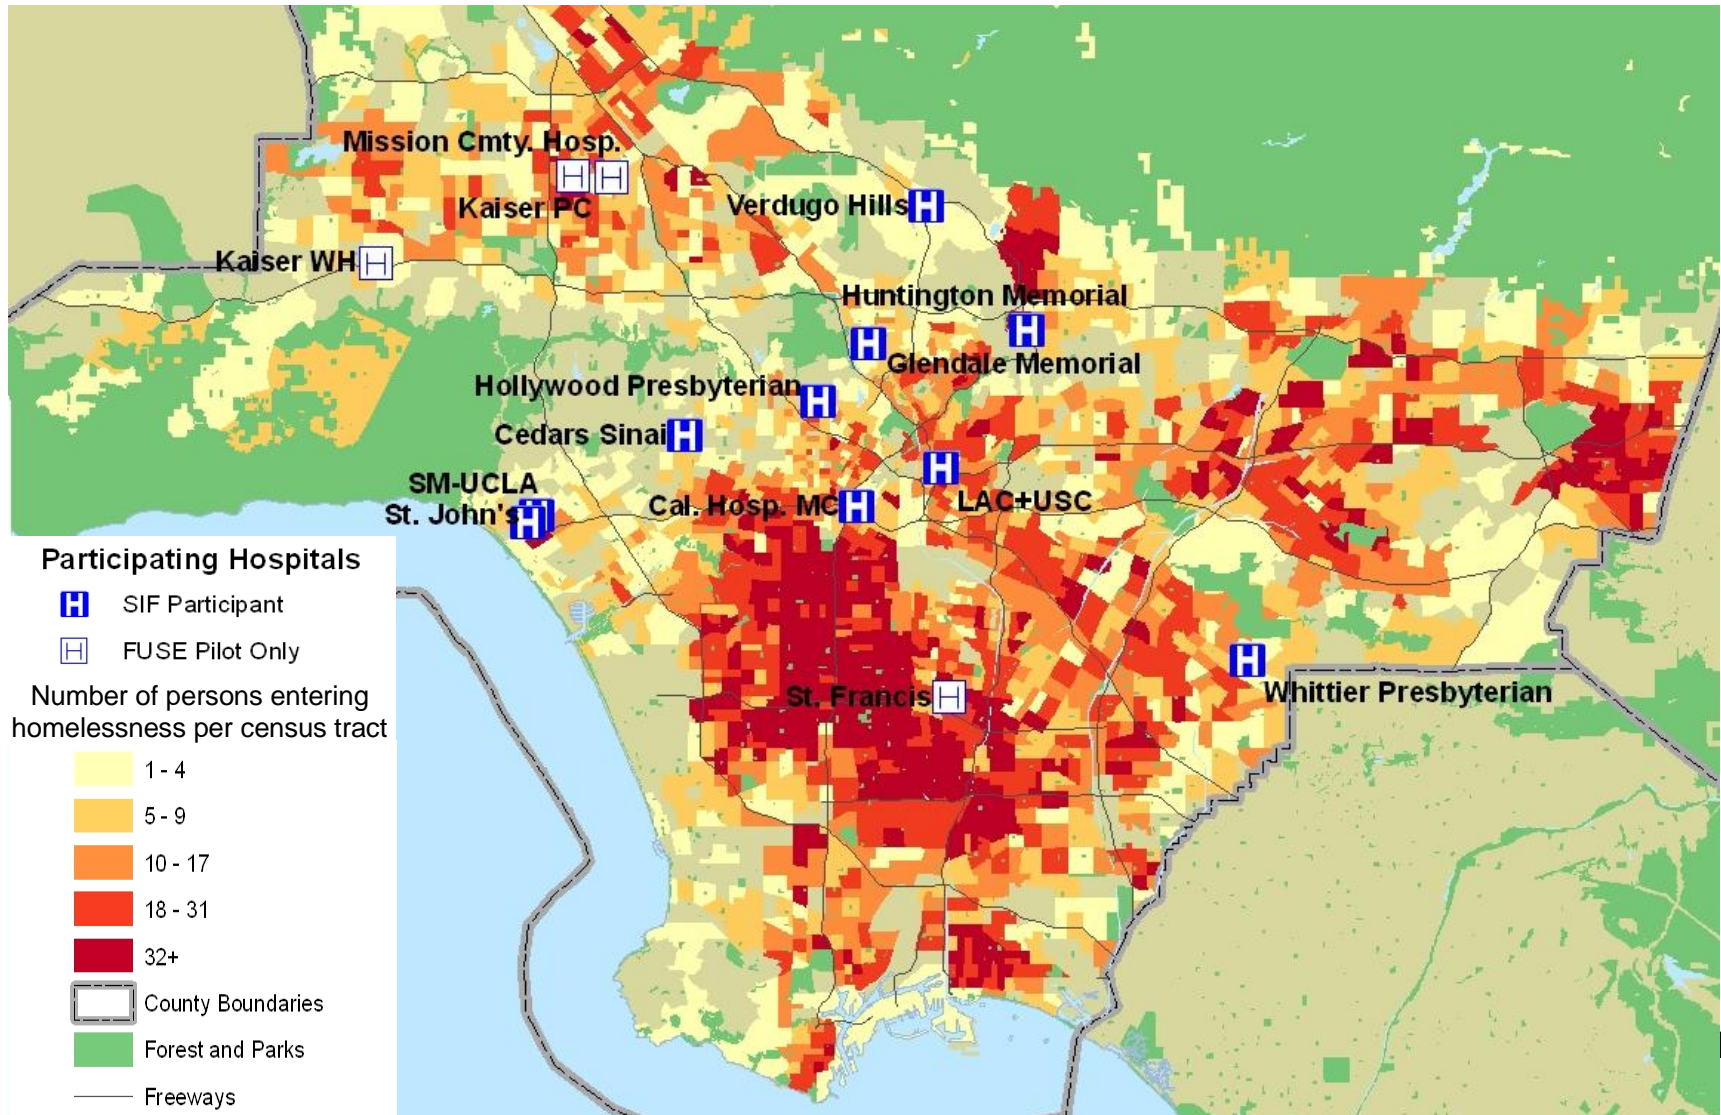 Mission Cmty. Hosp.
Kaiser PC
Verdugo Hills
Kaiser WH
Huntington Memorial
Glendale Memorial
Hollywood Presbyterian
Cedars Sinai
SM-UCLA
St. John's
Cal. Hosp. MC
LAC+USC
St. Francis
Whittier Presbyterian
Participating Hospitals
H SIF Participant
H FUSE Pilot Only
Number of persons entering
homelessness per census tract
1 - 4
5 - 9
10 - 17
18 - 31
32+
County Boundaries
Forest and Parks
Freeways